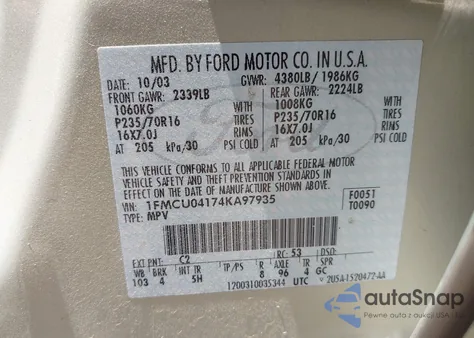 MFD. BY FORD MOTOR CO. IN U.S.A.
DATE: 10/03 GVWR: 4380LB/ 1986KG
FRONT GAWR: 2339LB REAR GAWR: 2224LB
1060KG WITH 1008KG WITH
P235/70R16 TIRES P235/70R16 TIRES
16X7.0J RIMS 16X7.0J RIMS
AT 205 kPa/30 PSI COLD AT 205 kPa/30 PSI COLD
THIS VEHICLE CONFORMS TO ALL APPLICABLE FEDERAL MOTOR
VEHICLE SAFETY AND THEFT PREVENTION STANDARDS IN
EFFECT ON THE DATE OF MANUFACTURE SHOWN ABOVE.
VIN: 1FMCU04174KA97935 F0051
TYPE: MPV T0090
EXT PNT: C2 RC: 53 DSO:
WB BRK INT TR TP/PS R AXLE TR SPR
103 4 5H 8 96 4 GC
1200310035344 UTC
autoSnap